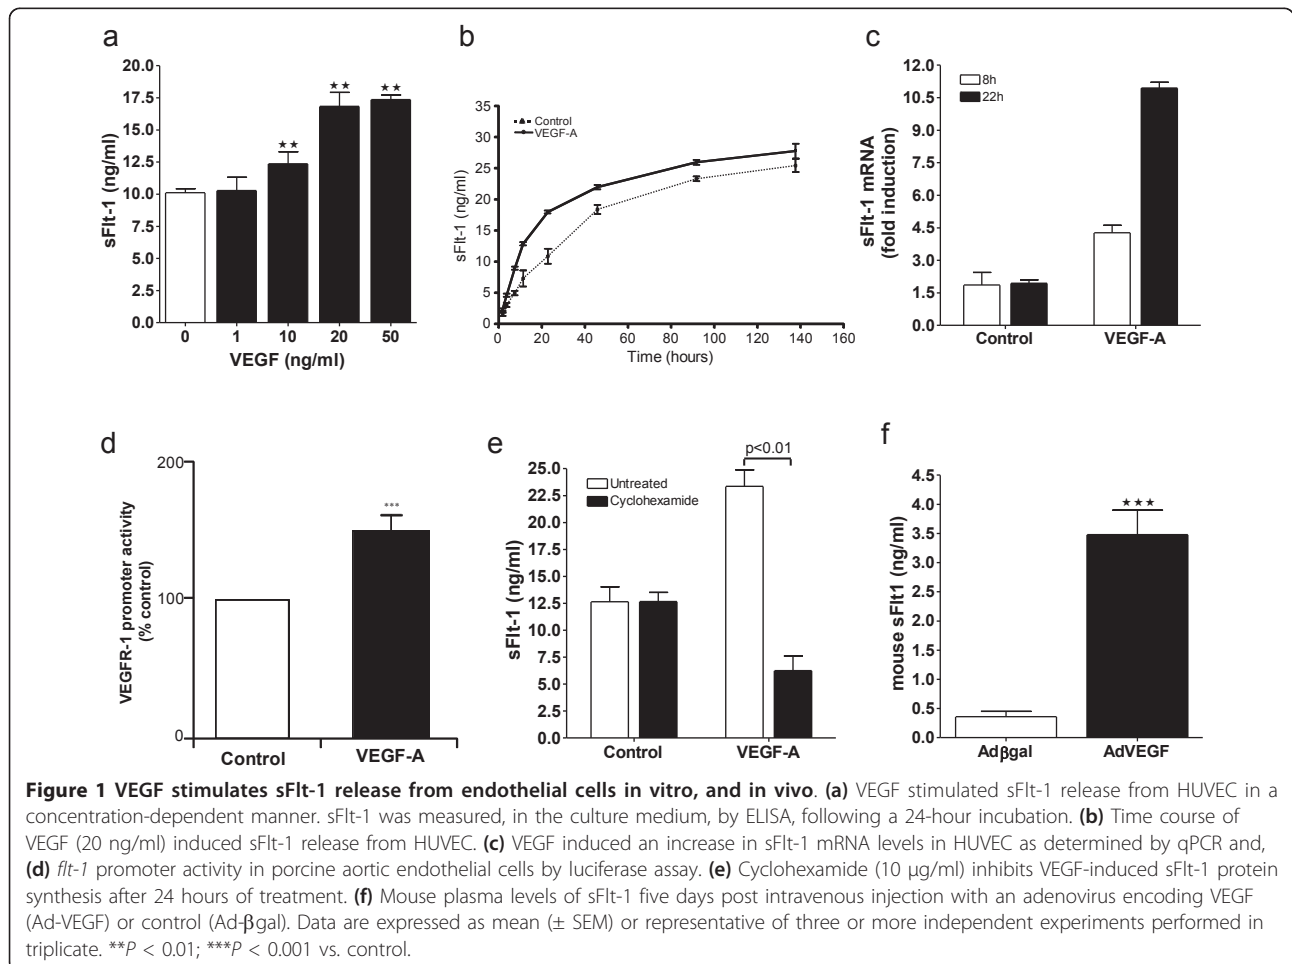 a
20.0
17.5
15.0
12.5
10.0
7.5
5.0
2.5
0.0
sFlt-1 (ng/ml)
★★
★★
★★
0 1 10 20 50
VEGF (ng/ml)
b
35
30
25
20
15
10
5
0
sFlt-1 (ng/ml)
Control
VEGF-A
0 20 40 60 80 100 120 140 160
Time (hours)
c
12.0
10.5
9.0
7.5
6.0
4.5
3.0
1.5
0.0
sFlt-1 mRNA
(fold induction)
8h
22h
Control VEGF-A
d
200
100
0
VEGFR-1 promoter activity
(% control)
***
Control VEGF-A
e
25.0
22.5
20.0
17.5
15.0
12.5
10.0
7.5
5.0
2.5
0.0
sFlt-1 (ng/ml)
Untreated
Cyclohexamide
p<0.01
Control VEGF-A
f
4.5
4.0
3.5
3.0
2.5
2.0
1.5
1.0
0.5
0.0
mouse sFlt1 (ng/ml)
★★★
Adβgal AdVEGF
Figure 1 VEGF stimulates sFlt-1 release from endothelial cells in vitro, and in vivo. (a) VEGF stimulated sFlt-1 release from HUVEC in a
concentration-dependent manner. sFlt-1 was measured, in the culture medium, by ELISA, following a 24-hour incubation. (b) Time course of
VEGF (20 ng/ml) induced sFlt-1 release from HUVEC. (c) VEGF induced an increase in sFlt-1 mRNA levels in HUVEC as determined by qPCR and,
(d) flt-1 promoter activity in porcine aortic endothelial cells by luciferase assay. (e) Cyclohexamide (10 μg/ml) inhibits VEGF-induced sFlt-1 protein
synthesis after 24 hours of treatment. (f) Mouse plasma levels of sFlt-1 five days post intravenous injection with an adenovirus encoding VEGF
(Ad-VEGF) or control (Ad-βgal). Data are expressed as mean (± SEM) or representative of three or more independent experiments performed in
triplicate. **P < 0.01; ***P < 0.001 vs. control.